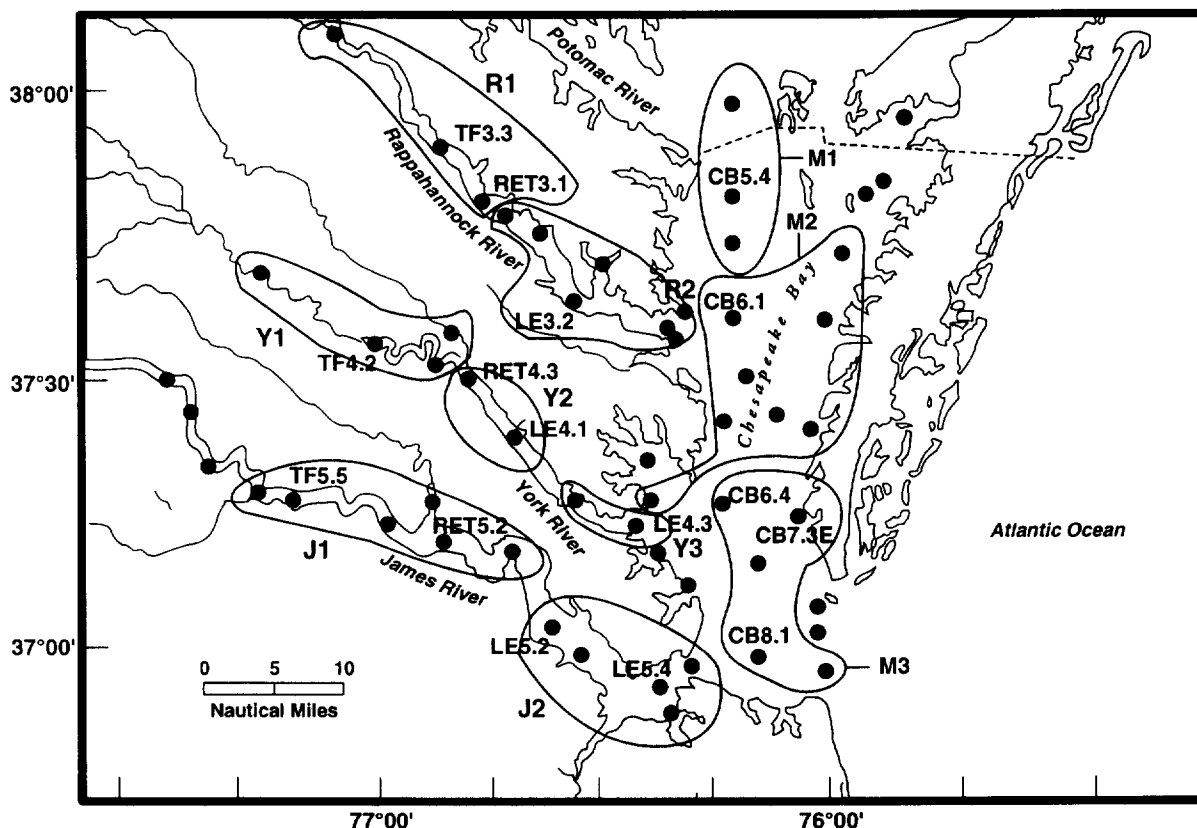 Potomac River
38°00'
R1
TF3.3
M1
Rappahannock River
RET3.1
CB5.4
M2
R2
CB6.1
Chesapeake Bay
LE3.2
Y1
TF4.2
RET4.3
37°30'
Y2
LE4.1
TF5.5
York River
CB6.4
RET5.2
LE4.3
CB7.3E
Atlantic Ocean
J1
Y3
James River
37°00'
LE5.2
CB8.1
0 5 10
LE5.4
M3
Nautical Miles
J2
77°00'
76°00'